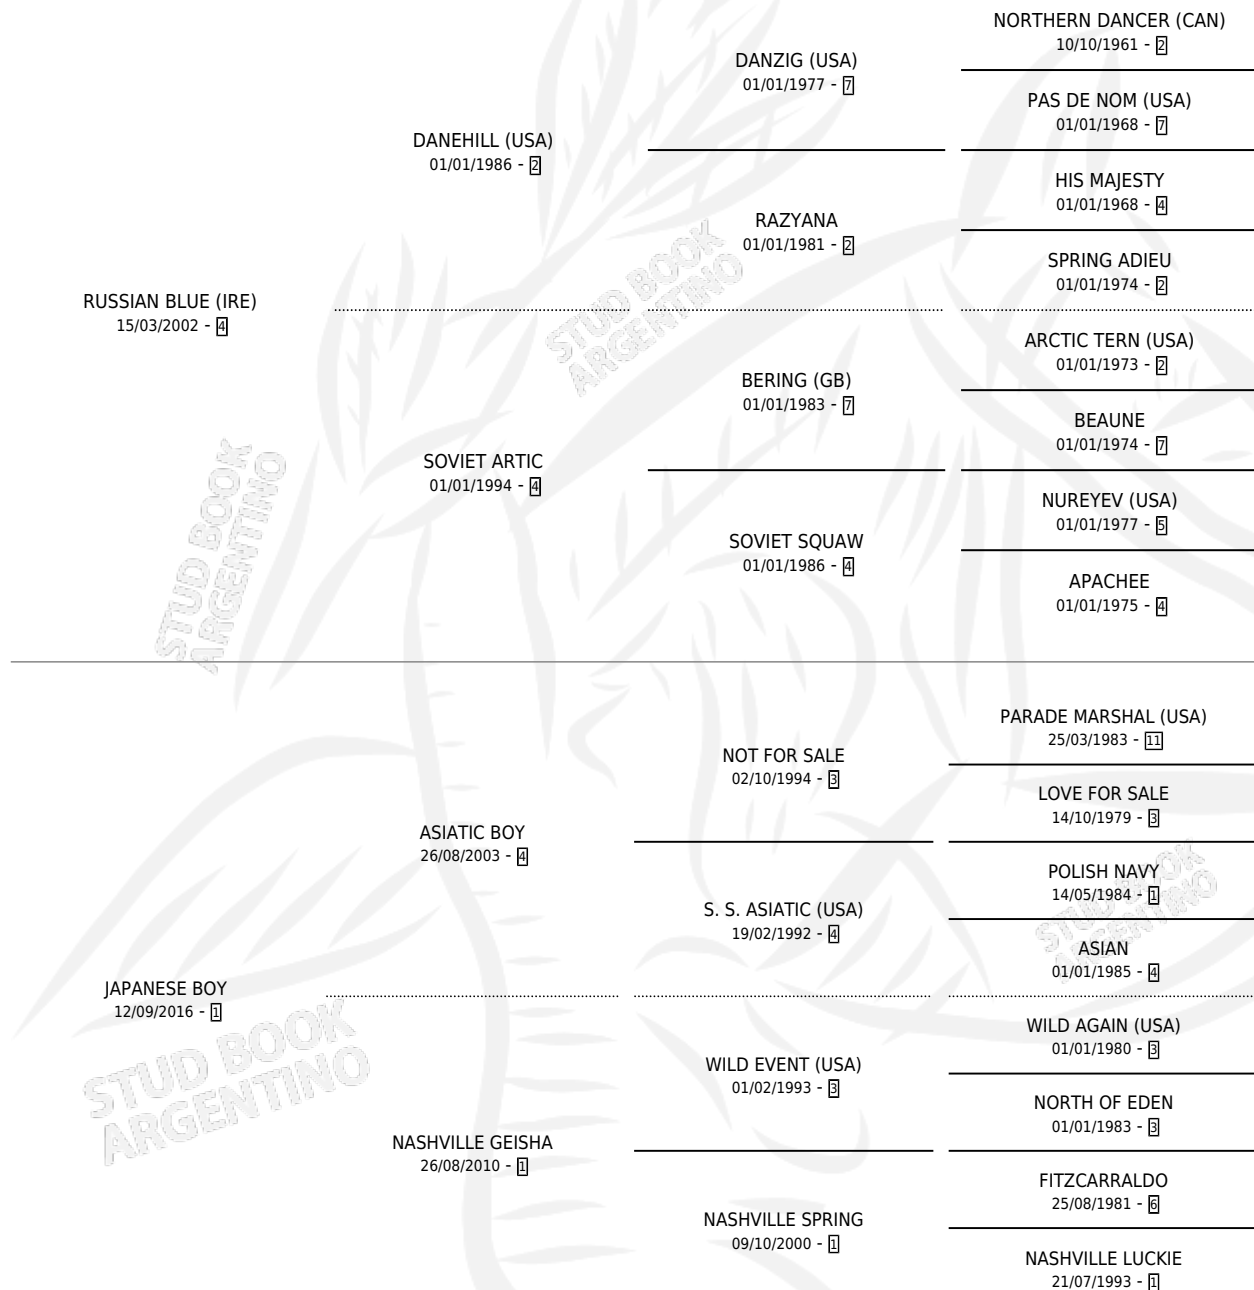 NORTHERN DANCER (CAN)
10/10/1961 - 2
DANZIG (USA)
01/01/1977 - 7
PAS DE NOM (USA)
01/01/1968 - 7
DANEHILL (USA)
01/01/1986 - 2
HIS MAJESTY
01/01/1968 - 4
RAZYANA
01/01/1981 - 2
SPRING ADIEU
01/01/1974 - 2
RUSSIAN BLUE (IRE)
15/03/2002 - 4
ARCTIC TERN (USA)
01/01/1973 - 2
BERING (GB)
01/01/1983 - 7
BEAUNE
01/01/1974 - 7
SOVIET ARTIC
01/01/1994 - 4
NUREYEV (USA)
01/01/1977 - 5
SOVIET SQUAW
01/01/1986 - 4
APACHEE
01/01/1975 - 4
PARADE MARSHAL (USA)
25/03/1983 - 11
NOT FOR SALE
02/10/1994 - 3
LOVE FOR SALE
14/10/1979 - 3
ASIATIC BOY
26/08/2003 - 4
POLISH NAVY
14/05/1984 - 1
S. S. ASIATIC (USA)
19/02/1992 - 4
ASIAN
01/01/1985 - 4
JAPANESE BOY
12/09/2016 - 1
WILD AGAIN (USA)
01/01/1980 - 3
WILD EVENT (USA)
01/02/1993 - 3
NORTH OF EDEN
01/01/1983 - 3
NASHVILLE GEISHA
26/08/2010 - 1
FITZCARRALDO
25/08/1981 - 6
NASHVILLE SPRING
09/10/2000 - 1
NASHVILLE LUCKIE
21/07/1993 - 1
STUD BOOK
ARGENTINO
STUD BOOK
ARGENTINO
STUD BOOK
ARGENTINO
STUD BOOK
ARGENTINO